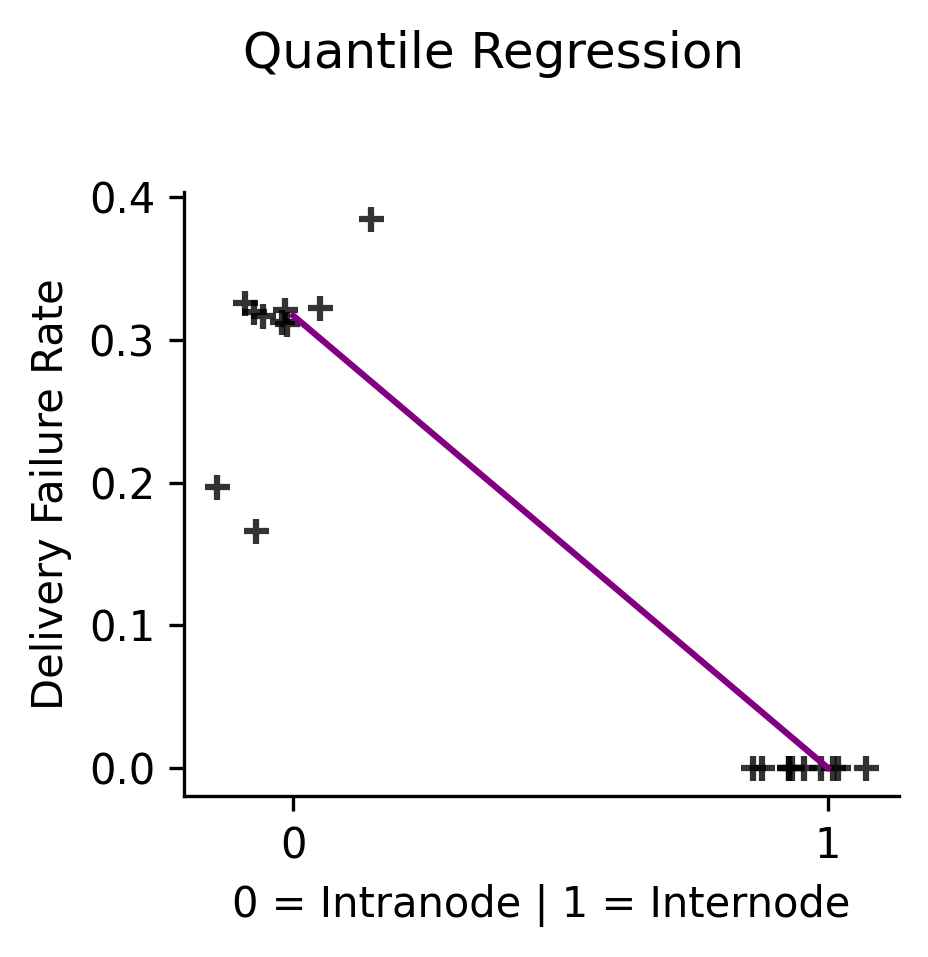 Quantile Regression
Delivery Failure Rate
0.4
0.3
0.2
0.1
0.0
0
1
0 = Intranode | 1 = Internode